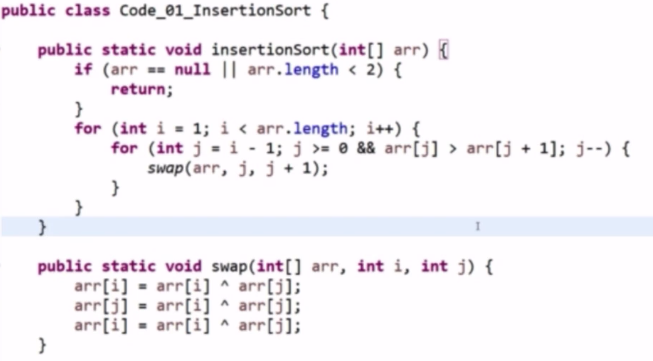 public class Code_01_InsertionSort {
public static void insertionSort(int[] arr) {
if (arr == null || arr.length < 2) {
return;
}
for (int i = 1; i < arr.length; i++) {
for (int j = i - 1; j >= 0 && arr[j] > arr[j + 1]; j--) {
swap(arr, j, j + 1);
}
}
}
public static void swap(int[] arr, int i, int j) {
arr[i] = arr[i] ^ arr[j];
arr[j] = arr[i] ^ arr[j];
arr[i] = arr[i] ^ arr[j];
}